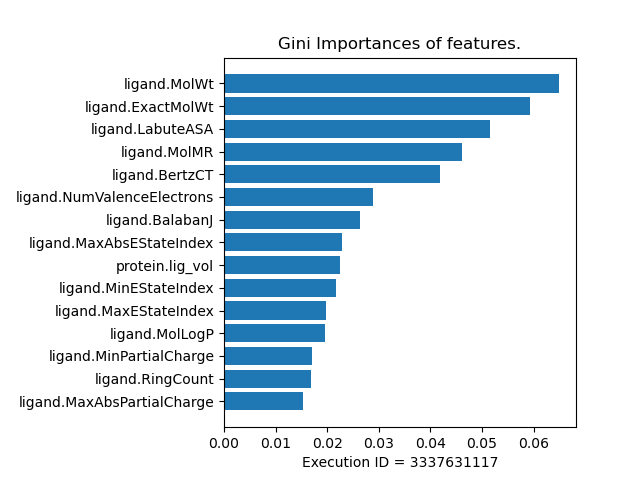 Gini Importances of features.
ligand.MolWt
ligand.ExactMolWt
ligand.LabuteASA
ligand.MolMR
ligand.BertzCT
ligand.NumValenceElectrons
ligand.BalabanJ
ligand.MaxAbsEStateIndex
protein.lig_vol
ligand.MinEStateIndex
ligand.MaxEStateIndex
ligand.MolLogP
ligand.MinPartialCharge
ligand.RingCount
ligand.MaxAbsPartialCharge
0.00 0.01 0.02 0.03 0.04 0.05 0.06
Execution ID = 3337631117